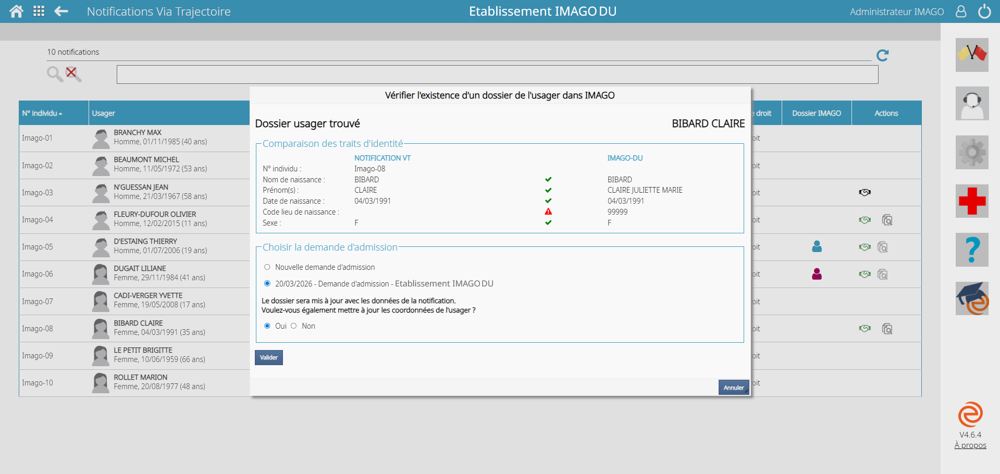 Notifications Via Trajectoire
Etablissement IMAGO DU
Administrateur IMAGO
10 notifications
N° individu
Usager
e droit
Dossier IMAGO
Actions
Imago-01
BRANCHY MAX
Homme, 01/11/1985 (40 ans)
oit
Imago-02
BEAUMONT MICHEL
Homme, 11/05/1972 (53 ans)
oit
Imago-03
N'GUESSAN JEAN
Homme, 21/03/1967 (58 ans)
oit
Imago-04
FLEURY-DUFOUR OLIVIER
Homme, 12/02/2015 (11 ans)
oit
Imago-05
D'ESTAING THIERRY
Homme, 01/07/2006 (19 ans)
oit
Imago-06
DUGAIT LILIANE
Femme, 29/11/1984 (41 ans)
oit
Imago-07
CADI-VERGER YVETTE
Femme, 19/05/2008 (17 ans)
oit
Imago-08
BIBARD CLAIRE
Femme, 04/03/1991 (35 ans)
oit
Imago-09
LE PETIT BRIGITTE
Femme, 10/06/1959 (66 ans)
oit
Imago-10
ROLLET MARION
Femme, 20/08/1977 (48 ans)
oit
Vérifier l'existence d'un dossier de l'usager dans IMAGO
Dossier usager trouvé
BIBARD CLAIRE
Comparaison des traits d'identité
NOTIFICATION VT IMAGO-DU
N° individu : Imago-08
Nom de naissance : BIBARD BIBARD
Prénom(s) : CLAIRE CLAIRE JULIETTE MARIE
Date de naissance : 04/03/1991 04/03/1991
Code lieu de naissance : 99999
Sexe : F F
Choisir la demande d'admission
Nouvelle demande d'admission
20/03/2026 - Demande d'admission - Etablissement IMAGO DU
Le dossier sera mis à jour avec les données de la notification.
Voulez-vous également mettre à jour les coordonnées de l'usager ?
Oui Non
Valider
Annuler
V4.6.4
À propos